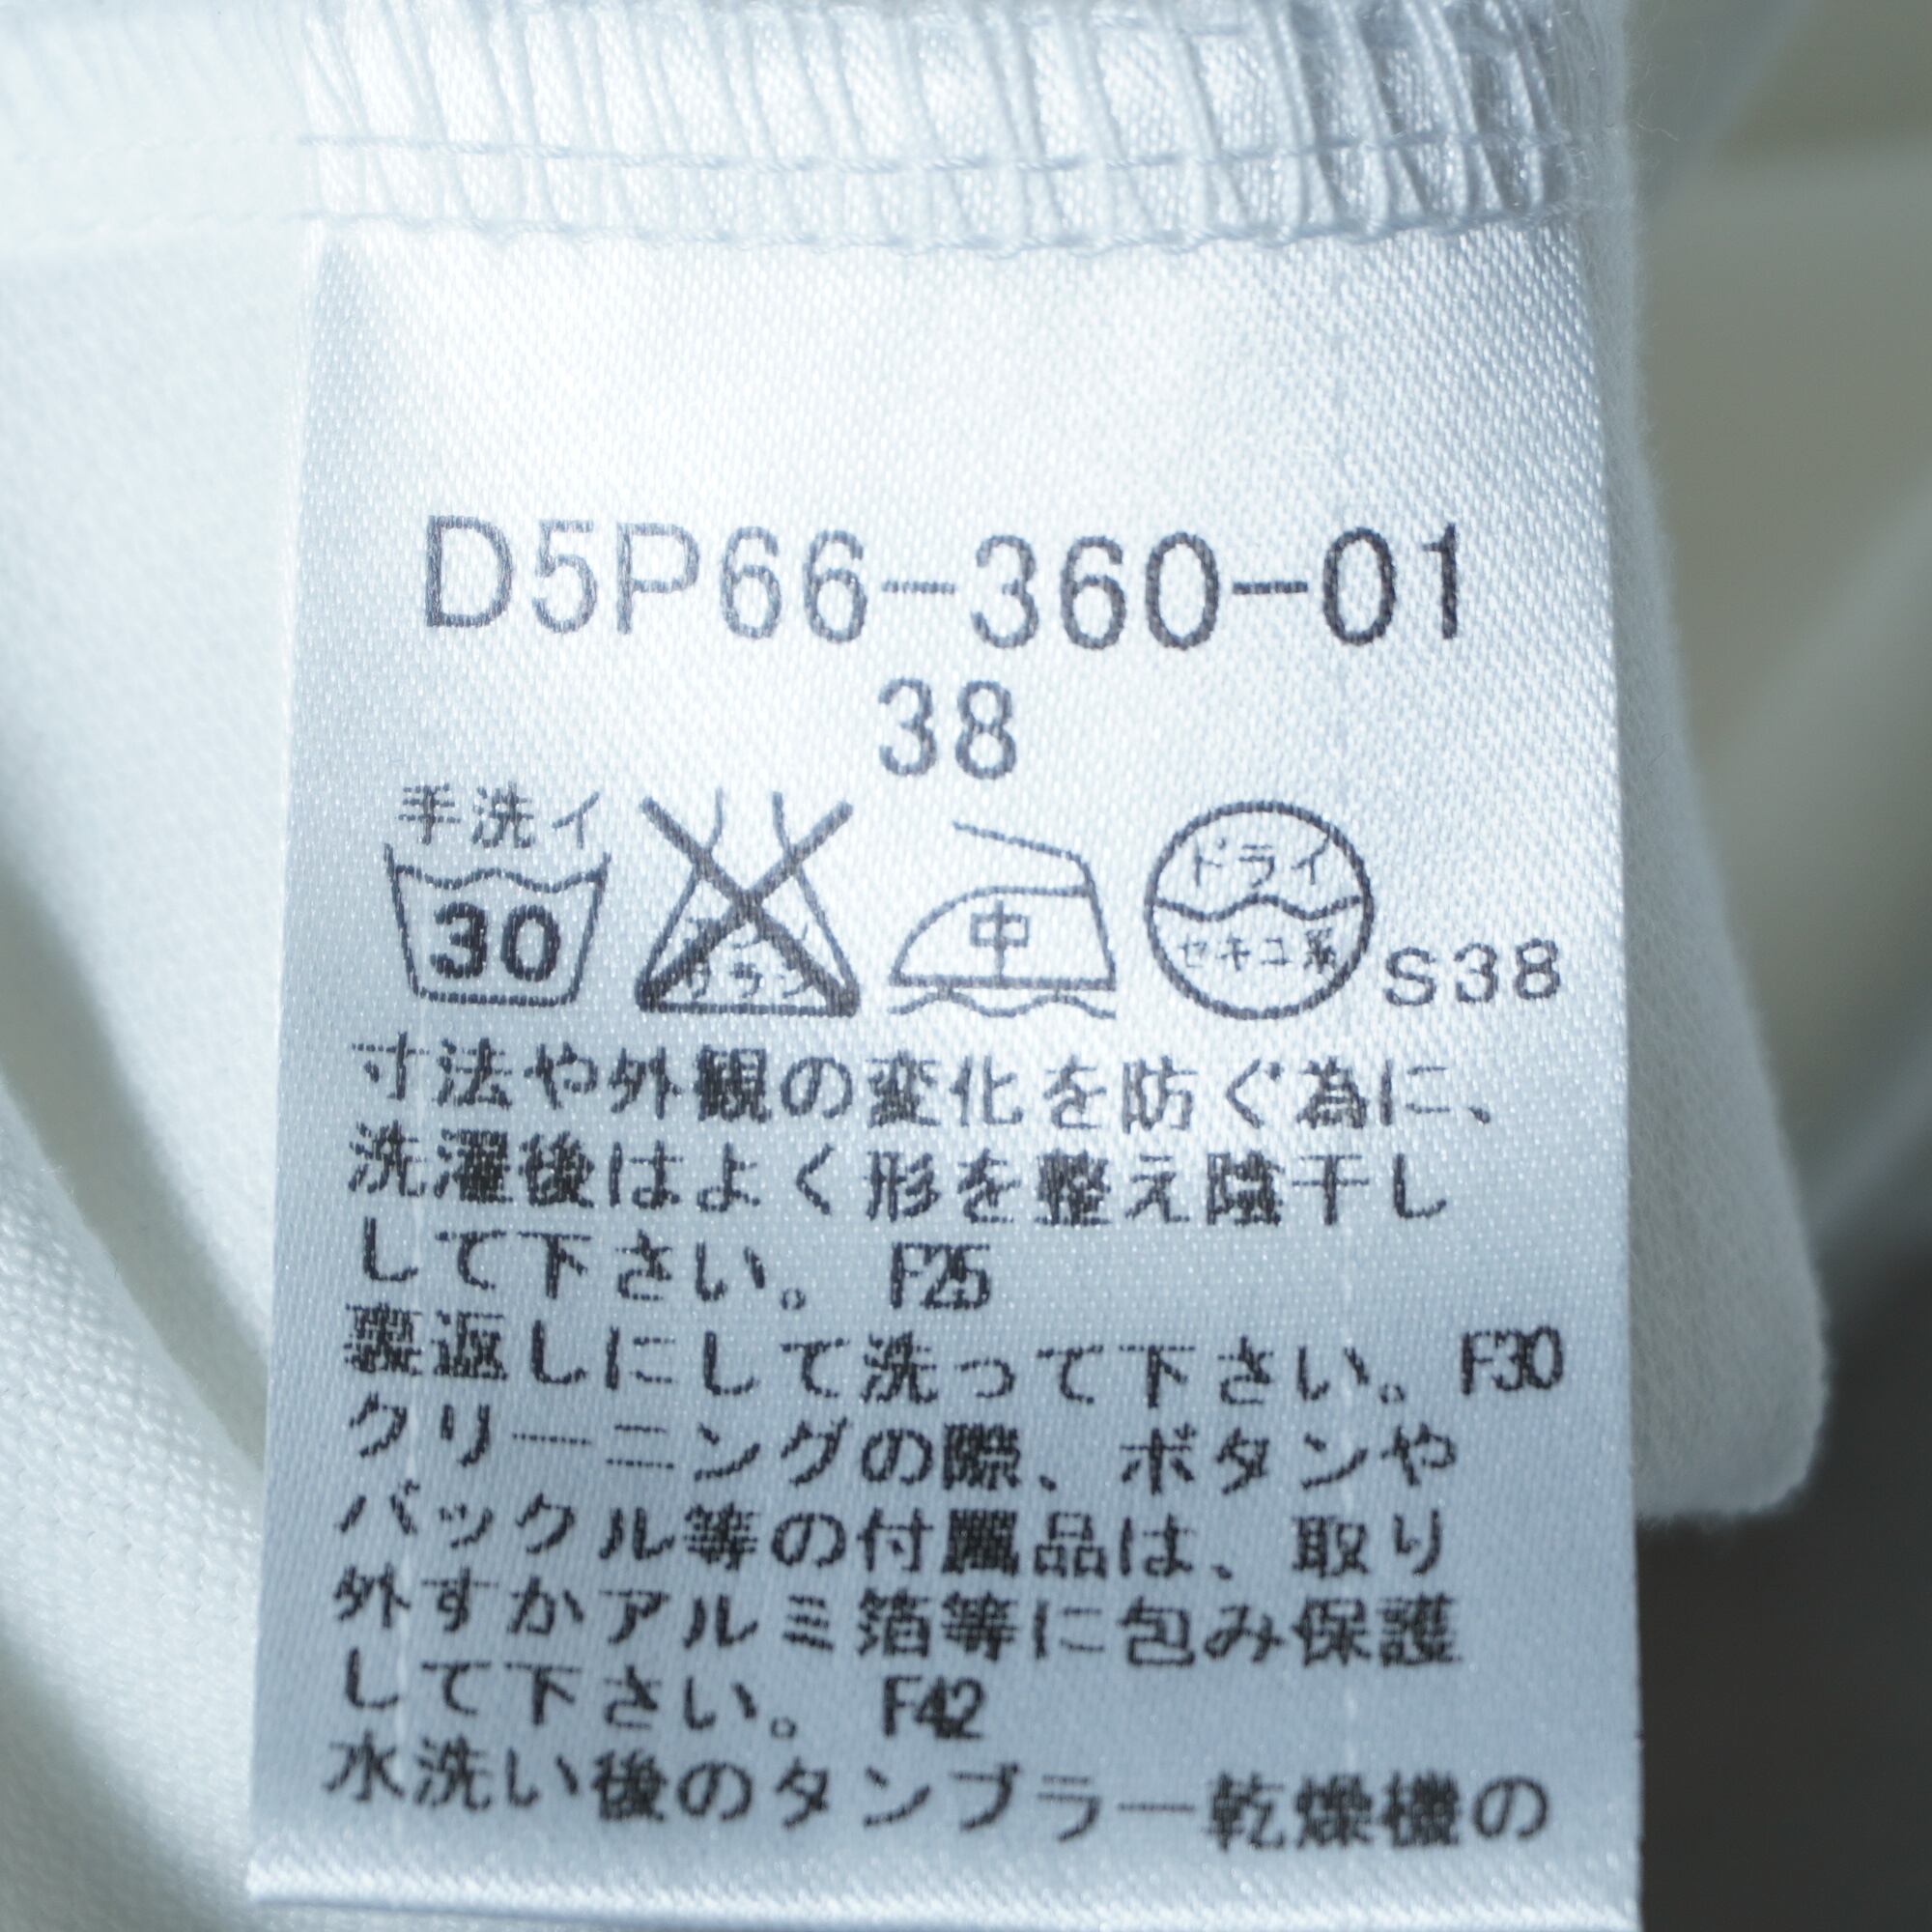 D5P66-360-01
38
手洗イ
30
エンソ
サラシ
中
ドライ
セキユ系
S38
寸法や外観の変化を防ぐ為に、
洗濯後はよく形を整え陰干し
して下さい。 F25
裏返しにして洗って下さい。F30
クリーニングの際、ボタンや
バックル等の付属品は、取り
外すかアルミ箔等に包み保護
して下さい。 F42
水洗い後のタンブラー乾燥機の